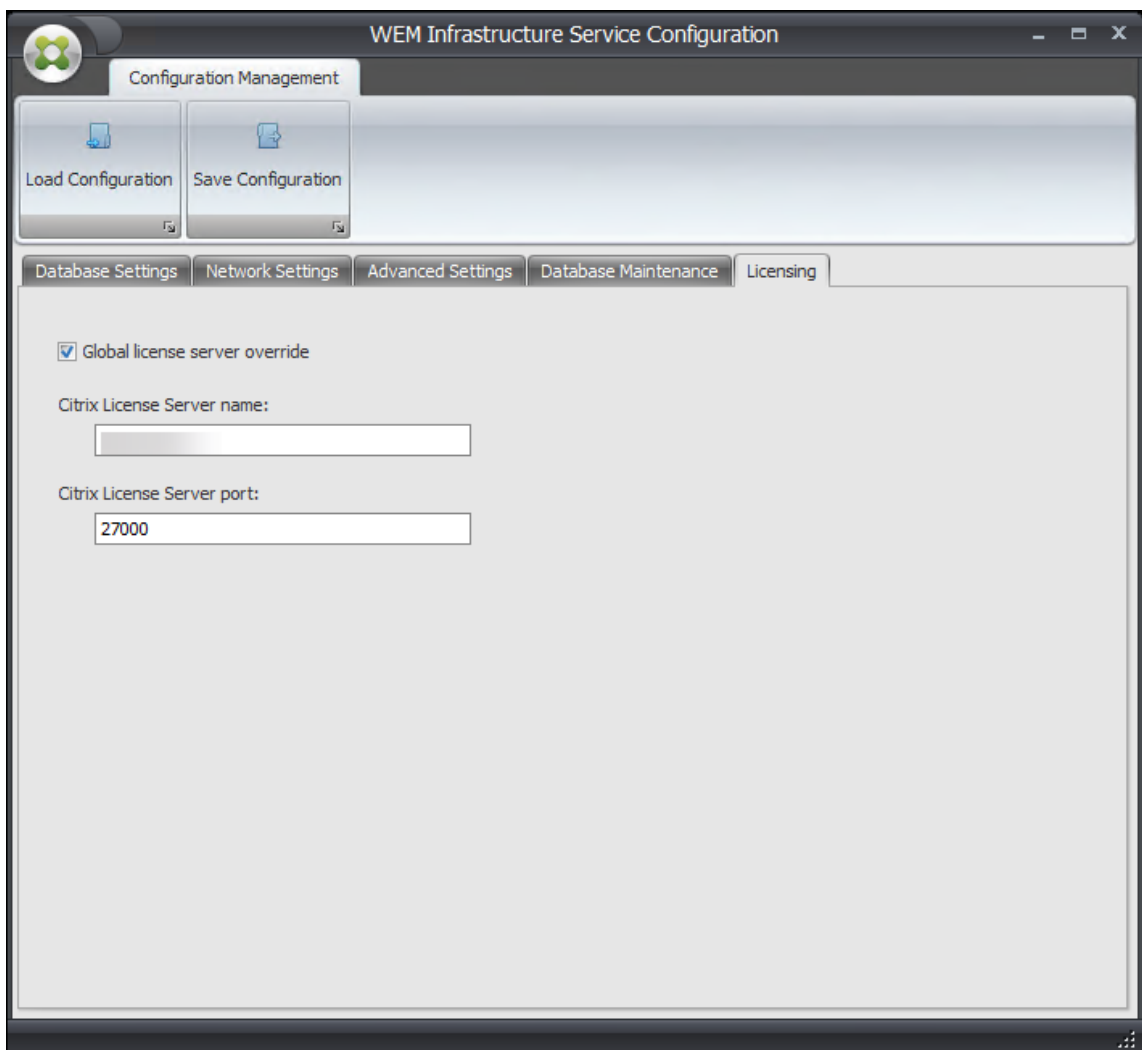 WEM Infrastructure Service Configuration
Configuration Management
Load Configuration
Save Configuration
Database Settings
Network Settings
Advanced Settings
Database Maintenance
Licensing
Global license server override
Citrix License Server name:
Citrix License Server port:
27000